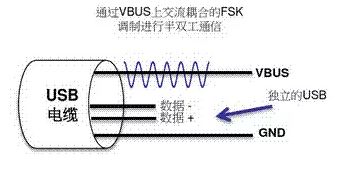 通过VBUS上交流耦合的FSK
调制进行半双工通信
VBUS
USB
电缆
数据 -
独立的USB
数据 +
GND